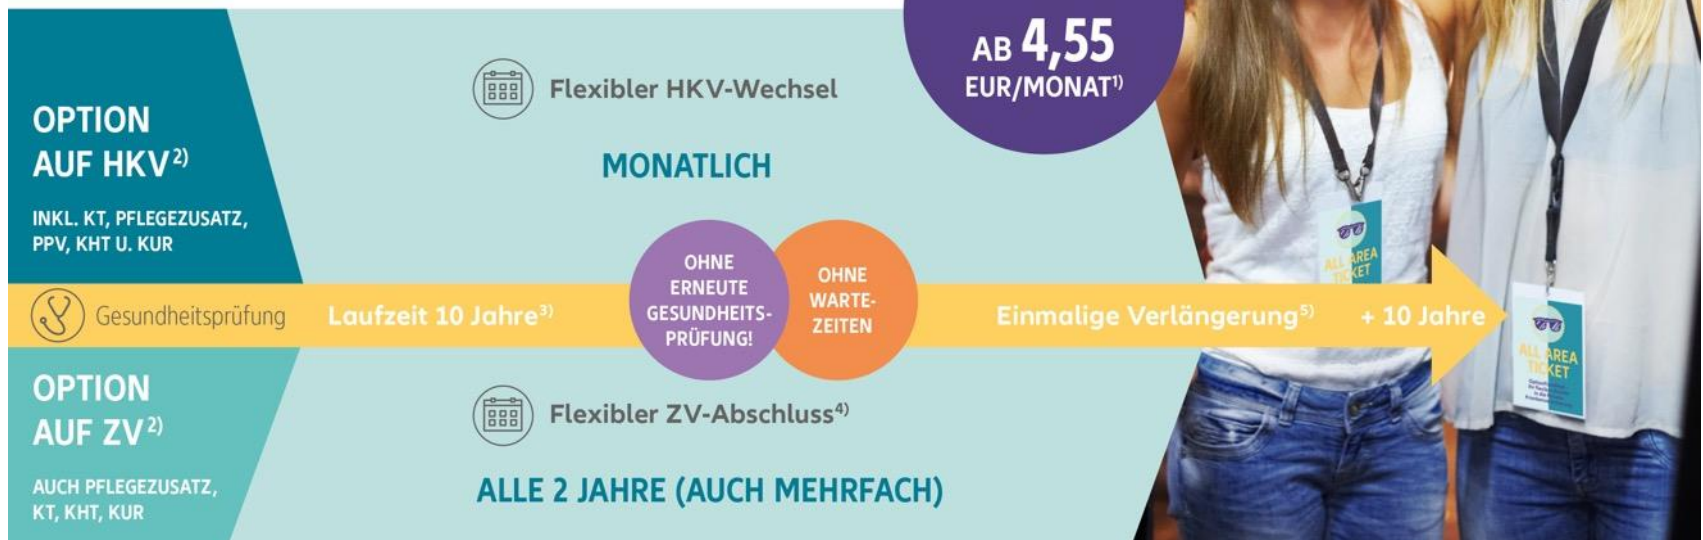 AB 4,55
EUR/MONAT¹⁾
OPTION
AUF HKV²⁾
INKL. KT, PFLEGEZUSATZ,
PPV, KHT U. KUR
Flexibler HKV-Wechsel
MONATLICH
Gesundheitsprüfung
Laufzeit 10 Jahre³⁾
OHNE
ERNEUTE
GESUNDHEITS-
PRÜFUNG!
OHNE
WARTE-
ZEITEN
Einmalige Verlängerung⁵⁾
+ 10 Jahre
OPTION
AUF ZV²⁾
AUCH PFLEGEZUSATZ,
KT, KHT, KUR
Flexibler ZV-Abschluss⁴⁾
ALLE 2 JAHRE (AUCH MEHRFACH)
ALL AREA
TICKET
ALL AREA
TICKET